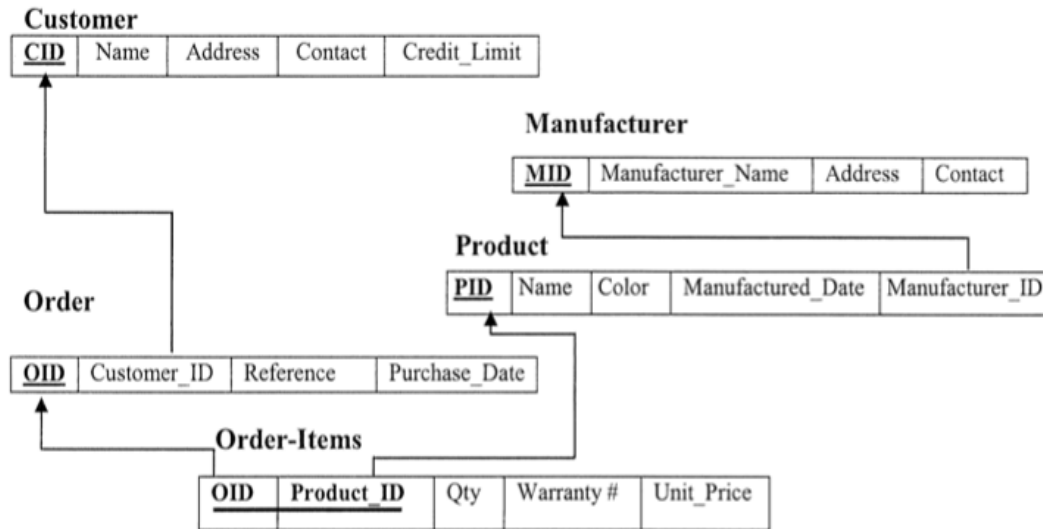 Customer
CID Name Address Contact Credit_Limit
Manufacturer
MID Manufacturer_Name Address Contact
Product
PID Name Color Manufactured_Date Manufacturer_ID
Order
OID Customer_ID Reference Purchase_Date
Order-Items
OID Product_ID Qty Warranty # Unit_Price